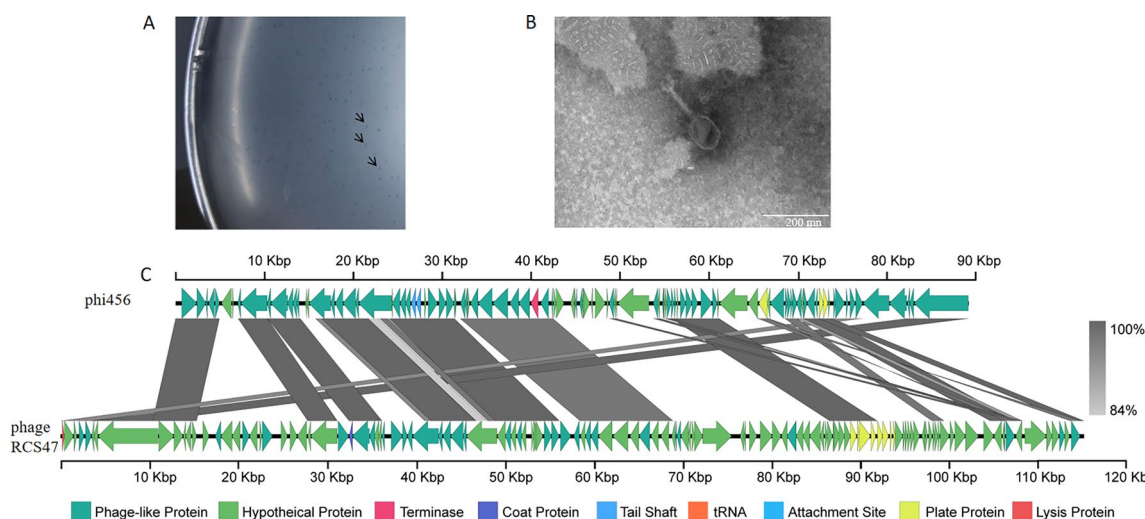 A
B
200 mn
C
10 Kbp 20 Kbp 30 Kbp 40 Kbp 50 Kbp 60 Kbp 70 Kbp 80 Kbp 90 Kbp
phi456
100%
84%
phage
RCS47
10 Kbp 20 Kbp 30 Kbp 40 Kbp 50 Kbp 60 Kbp 70 Kbp 80 Kbp 90 Kbp 100 Kbp 110 Kbp 120 Kb
Phage-like Protein Hypotheical Protein Terminase Coat Protein Tail Shaft tRNA Attachment Site Plate Protein Lysis Protein